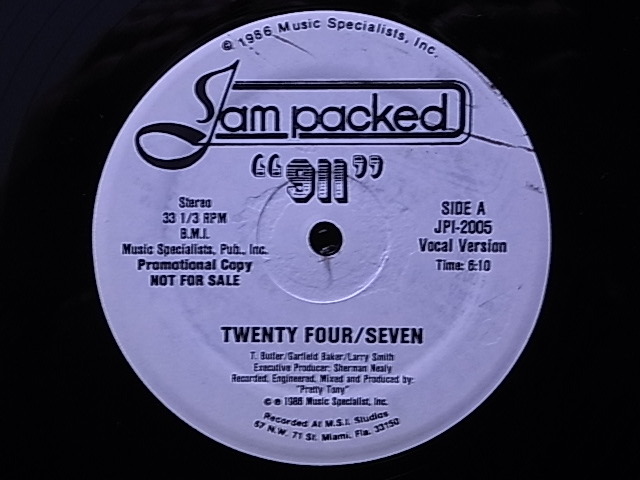 © 1986 Music Specialists, Inc.
Jam packed
“911”
Stereo
33 1/3 RPM
B.M.I.
Music Specialists, Pub., Inc.
Promotional Copy
NOT FOR SALE
SIDE A
JPI-2005
Vocal Version
Time: 6:10
TWENTY FOUR/SEVEN
T. Butler/Garfield Baker/Larry Smith
Executive Producer: Sherman Nealy
Recorded, Engineered, Mixed and Produced by:
"Pretty Tony"
© ℗ 1986 Music Specialist, Inc.
Recorded At M.S.I. Studios
67 N.W. 71 St. Miami, Fla. 33150